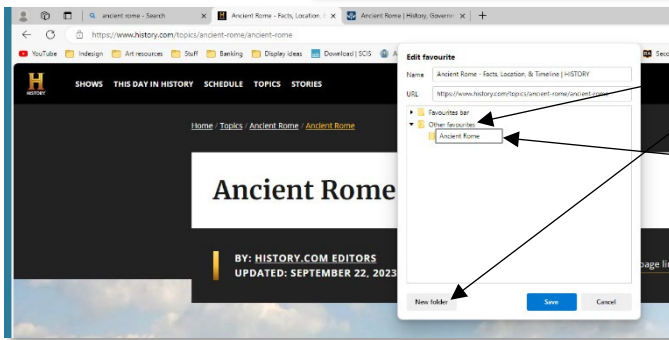 ancient rome - Search
Ancient Rome - Facts, Location, &
Ancient Rome | History, Governm
https://www.history.com/topics/ancient-rome/ancient-rome
YouTube Indesign Art resources Stuff Banking Display ideas Download | SCIS
Edit favourite
Name Ancient Rome - Facts, Location, & Timeline | HISTORY
URL https://www.history.com/topics/ancient-rome/ancient-rome
Favourites bar
Other favourites
Ancient Rome
New folder Save Cancel
H
HISTORY
SHOWS THIS DAY IN HISTORY SCHEDULE TOPICS STORIES
Home / Topics / Ancient Rome / Ancient Rome
Ancient Rome
BY: HISTORY.COM EDITORS
UPDATED: SEPTEMBER 22, 2023